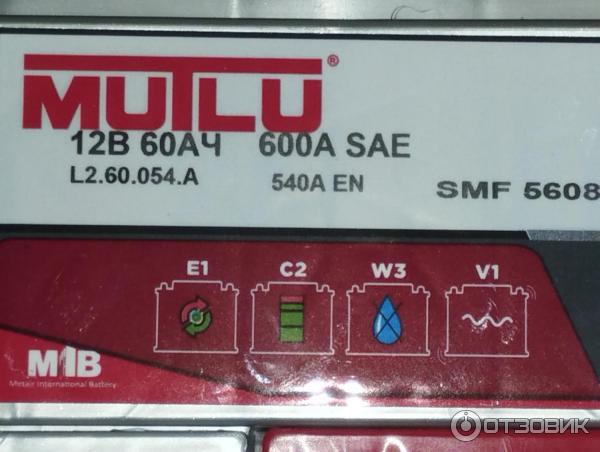 MUTLU®
12В 60АЧ 600A SAE
L2.60.054.A 540A EN SMF 5608
E1 C2 W3 V1
MIB
Metair International Battery
ОТЗОВИК